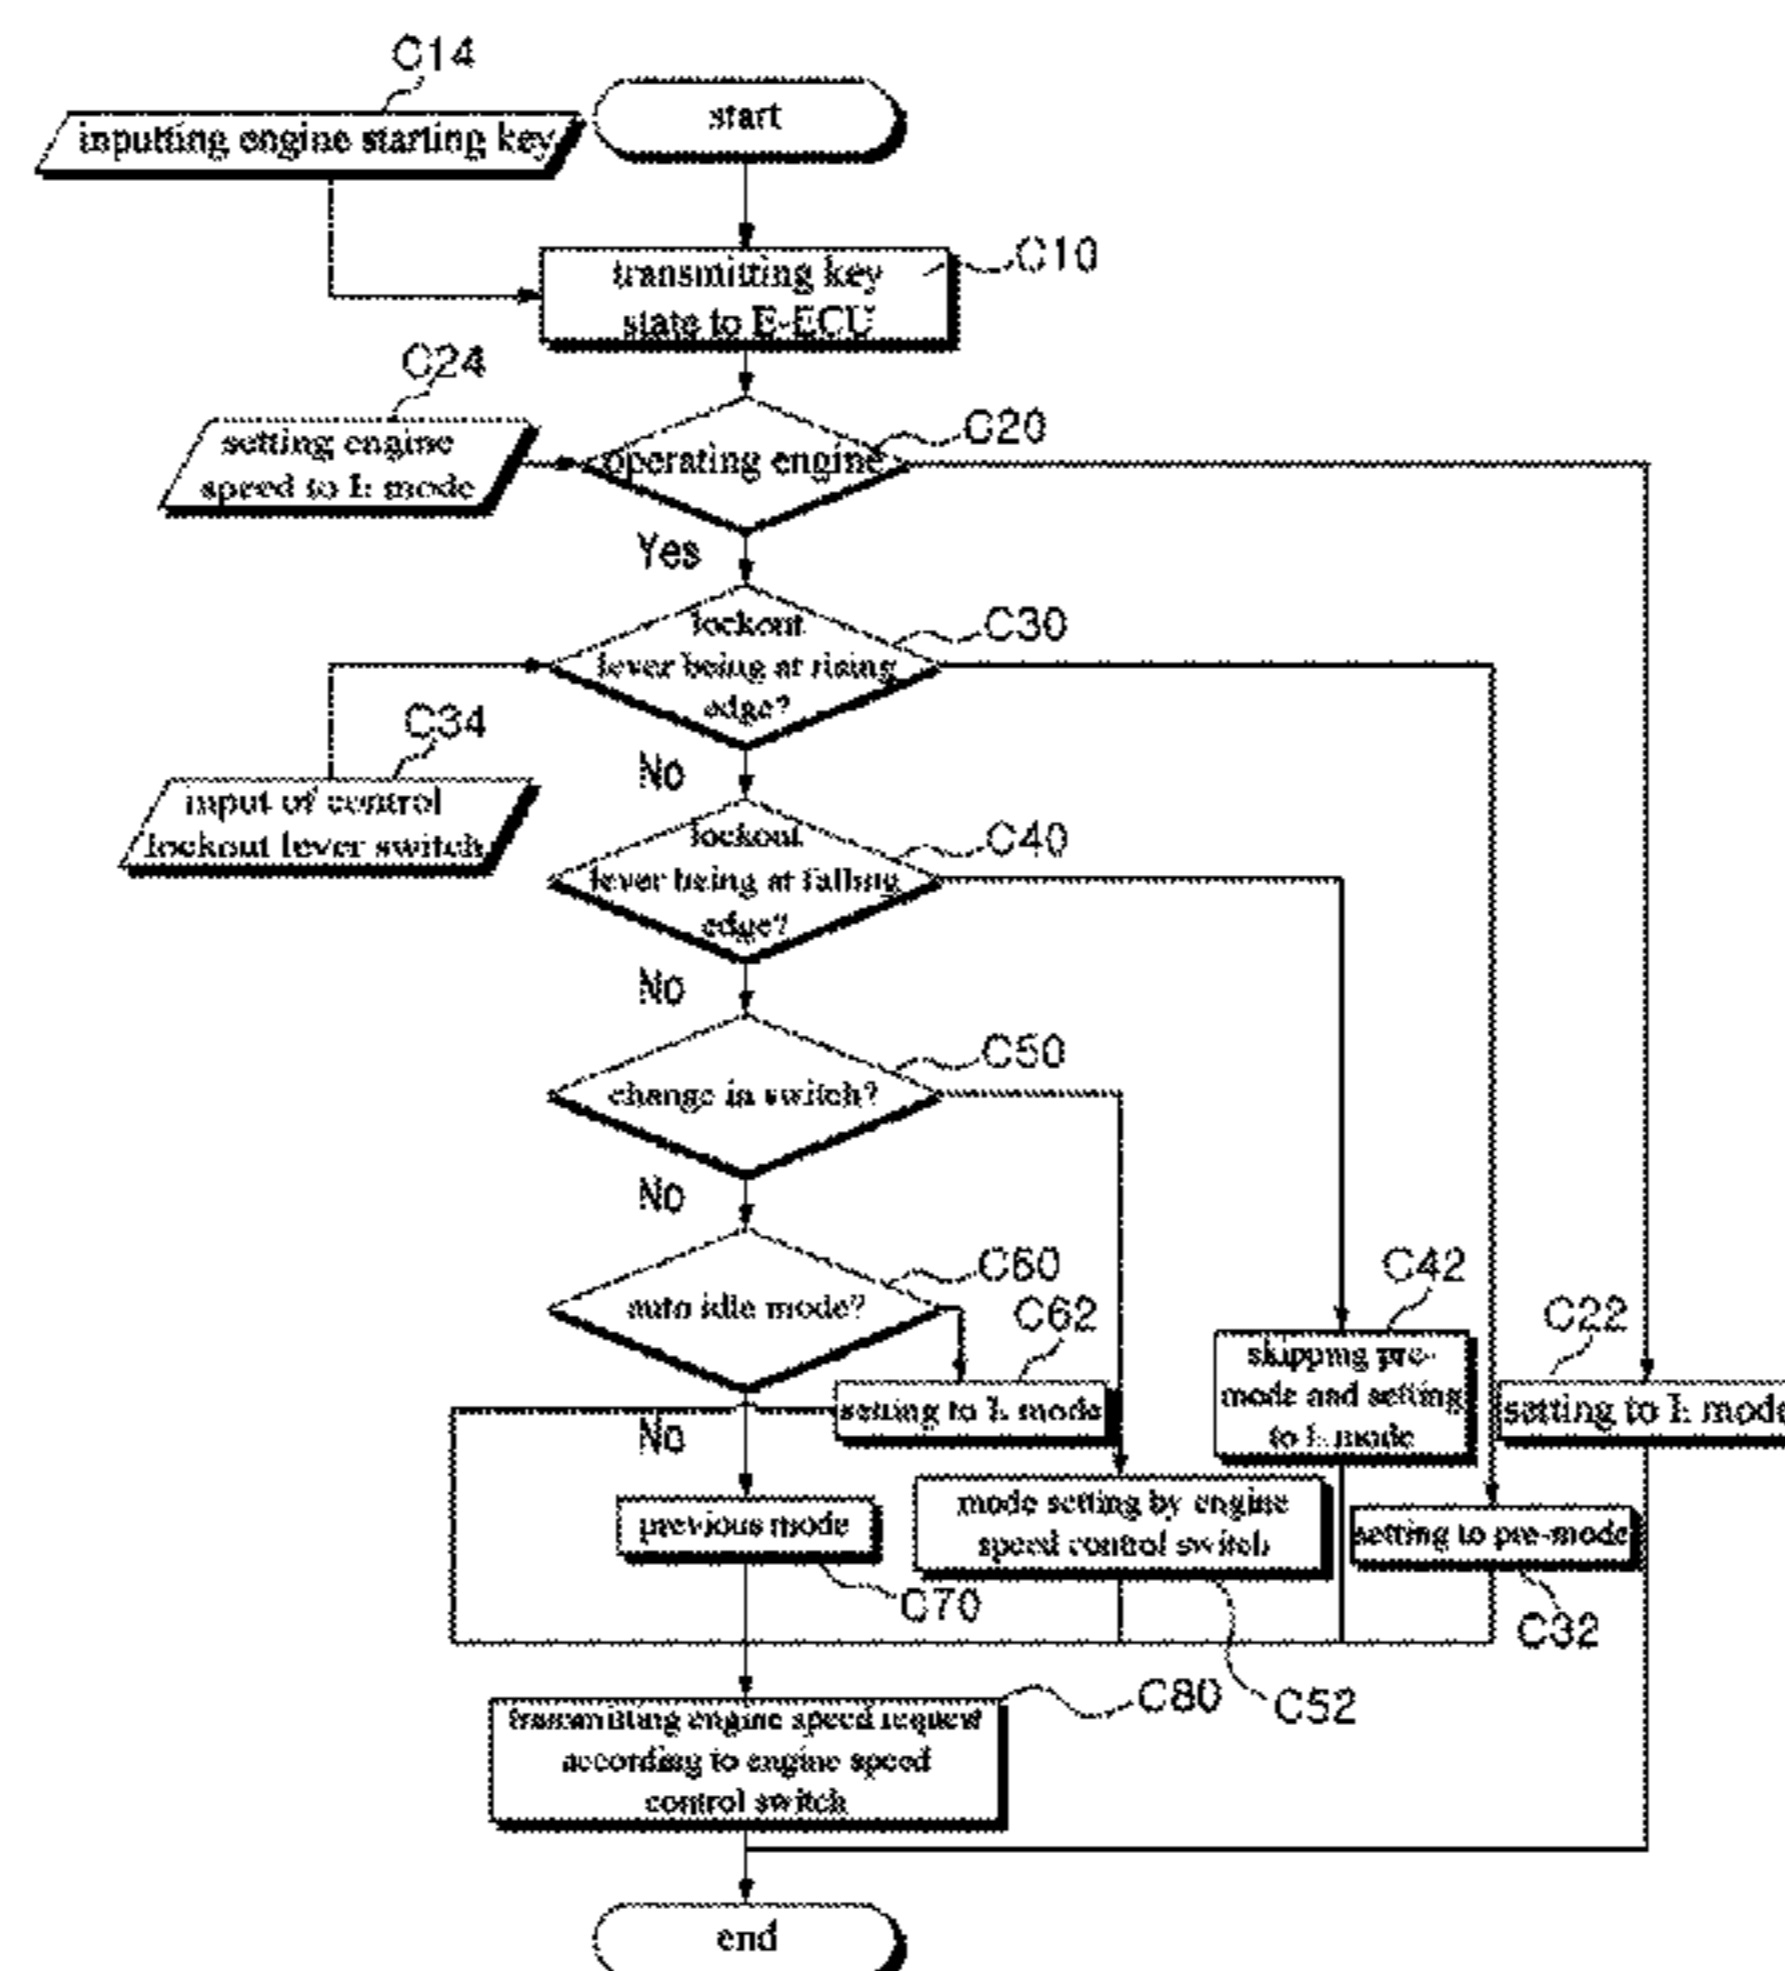 C14
start
inputting engine starting key
C10
transmitting key
state to E-ECU
C24
C20
setting engine
speed to mode
operating engine
Yes
C30
lockout
lever being at rising
edge?
C34
No
input of control
lockout lever switch
C40
lockout
lever being at falling
edge?
No
C50
change in switch?
No
C60
auto idle mode?
C62
setting to mode
C42
skipping pre-
mode and setting
to mode
C22
setting to mode
No
previous mode
C70
mode setting by engine
speed control switch
setting to pre-mode
C32
C80
C52
transmitting engine speed request
according to engine speed
control switch
end